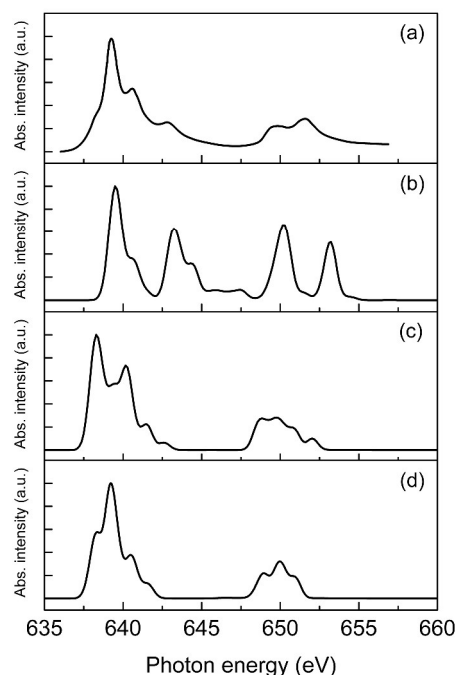 Abs. intensity (a.u.)
(a)
Abs. intensity (a.u.)
(b)
Abs. intensity (a.u.)
(c)
Abs. intensity (a.u.)
(d)
635 640 645 650 655 660
Photon energy (eV)